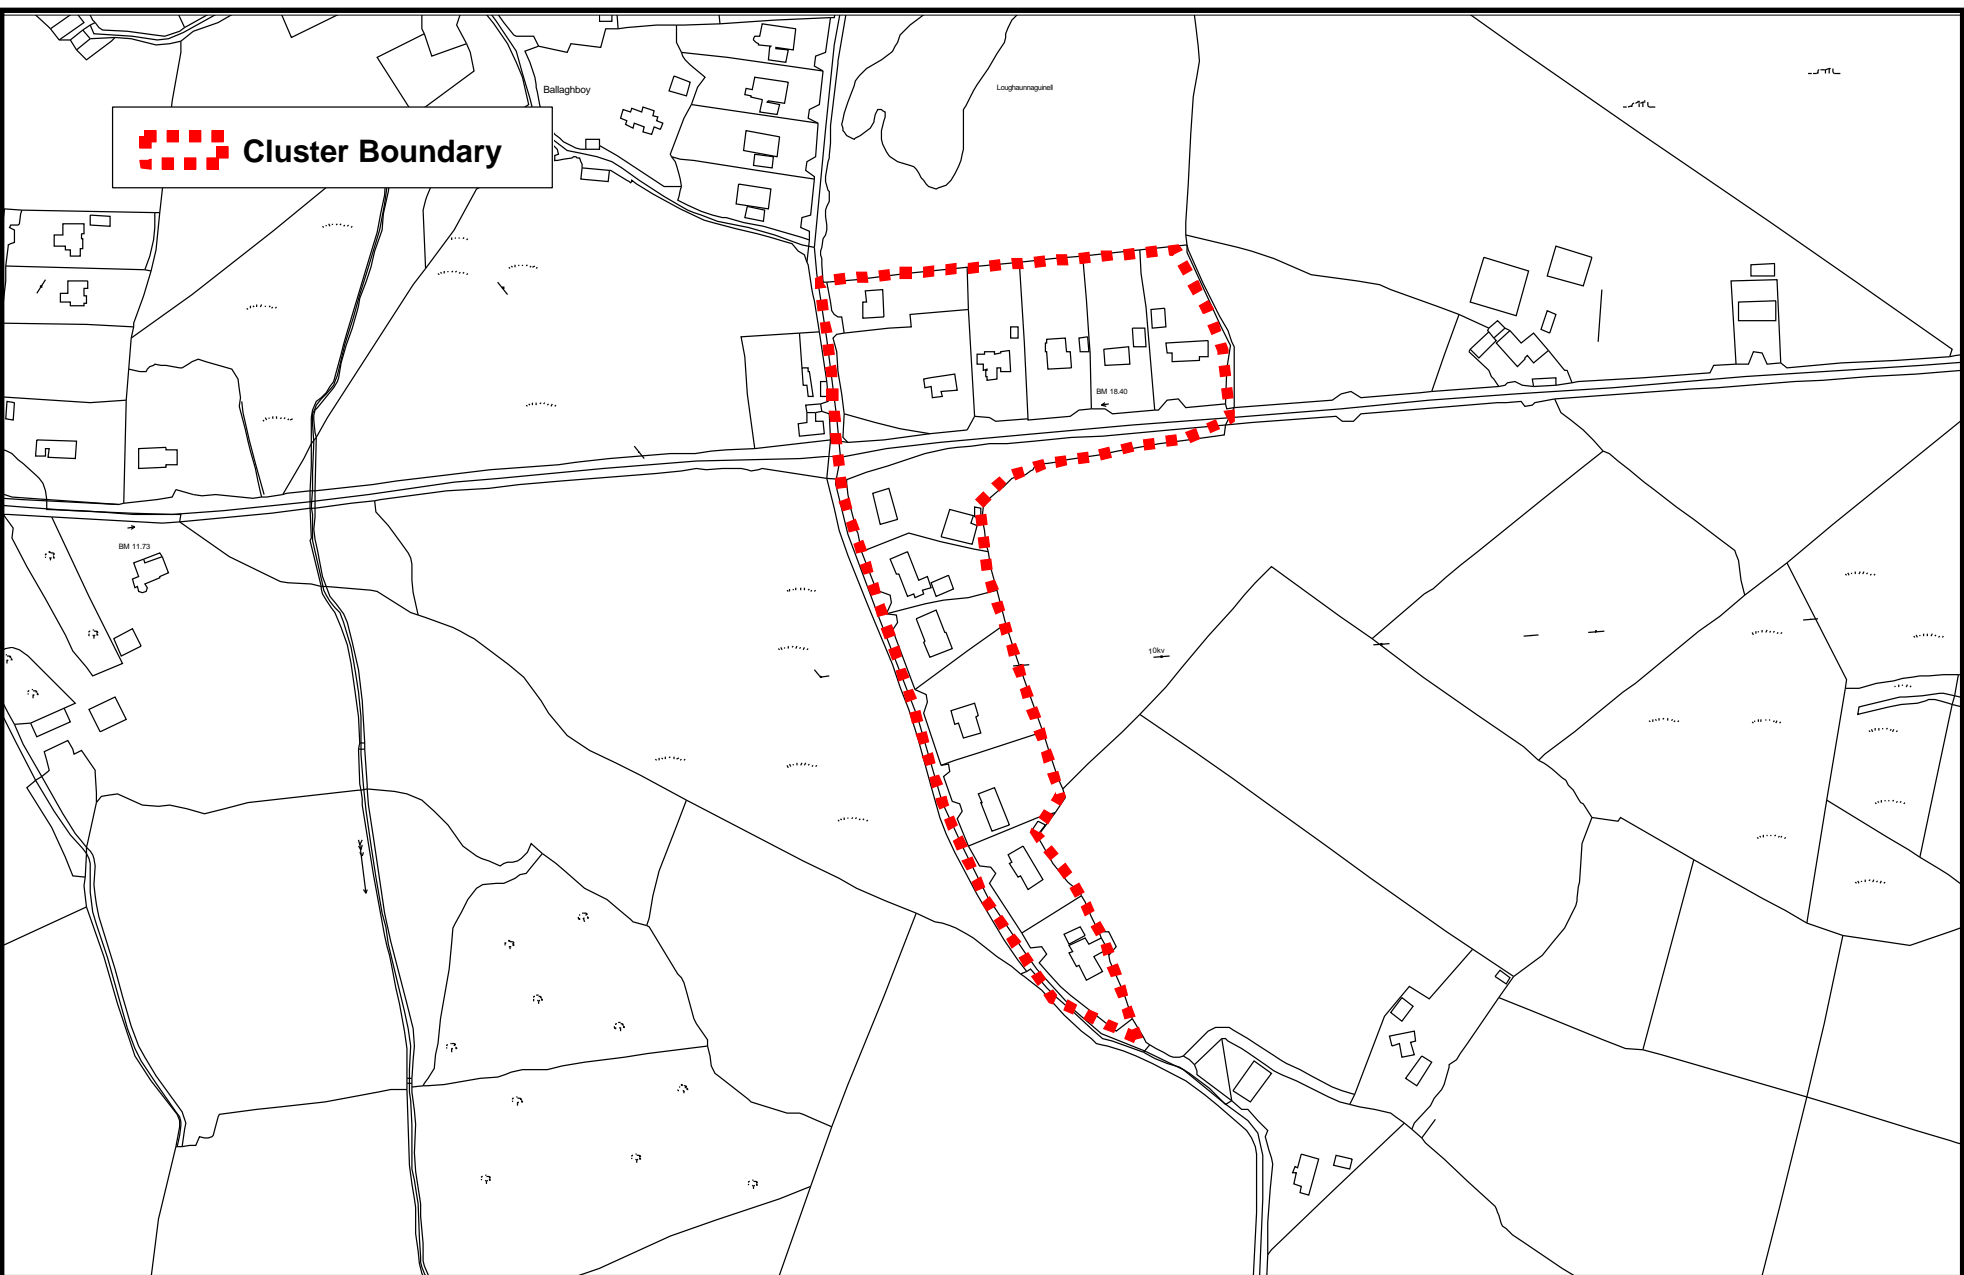 Ballaghboy
Loughaunnaguinell
Cluster Boundary
BM 18.40
BM 11.73
10kv